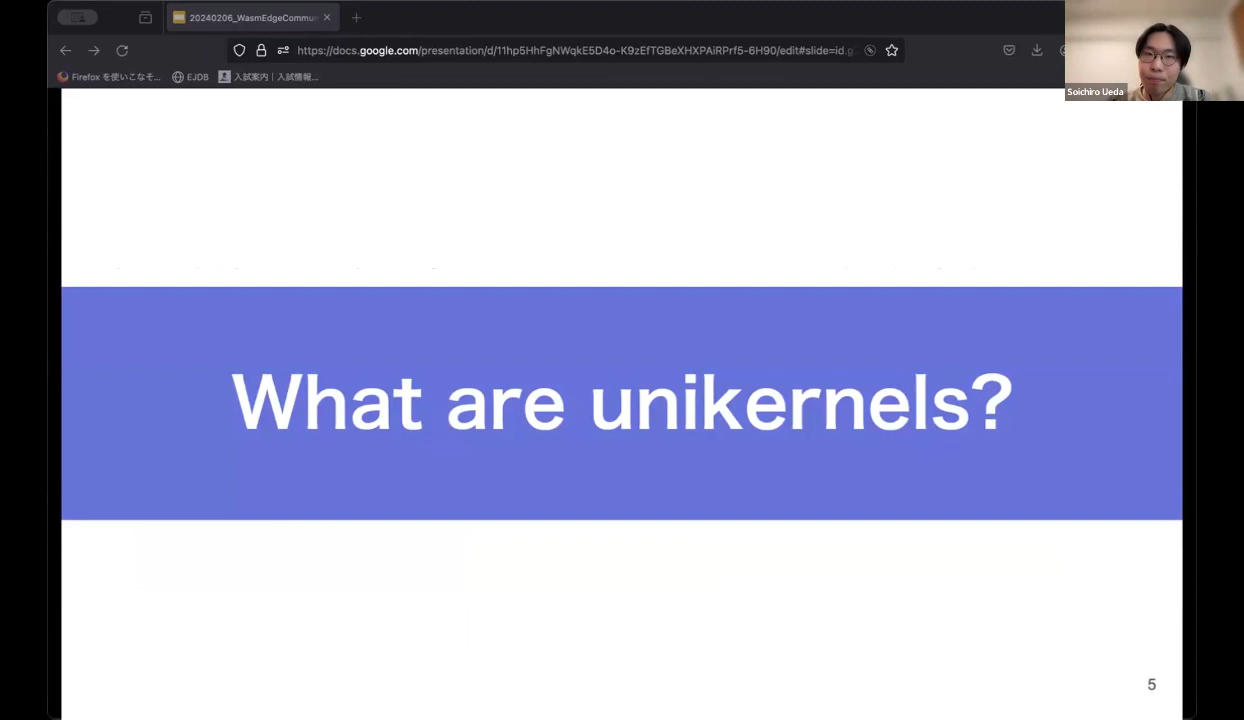 20240206_WasmEdgeCommun
https://docs.google.com/presentation/d/11hp5HhFgNWqkE5D4o-K9zEfTGBeXHXPAiRPrf5-6H90/edit#slide=id.g
Firefox を使いこなそ... EJDB 入試案内 | 入試情報...
Soichiro Ueda
What are unikernels?
5